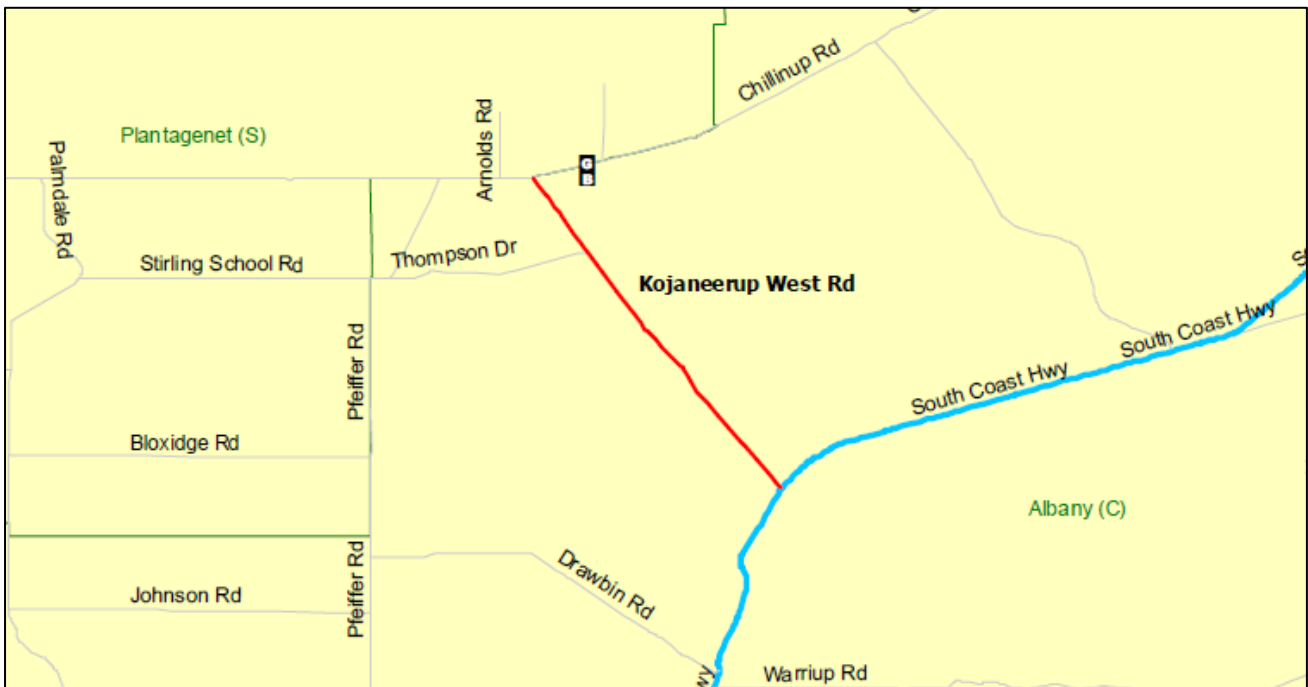 Chillinup Rd
Plantagenet (S)
Arnolds Rd
Palmdale Rd
G
B
Stirling School Rd
Thompson Dr
Kojaneerup West Rd
South Coast Hwy
South Coast Hwy
Pfeiffer Rd
Bloxidge Rd
Albany (C)
Drawbin Rd
Johnson Rd
Pfeiffer Rd
Warriup Rd